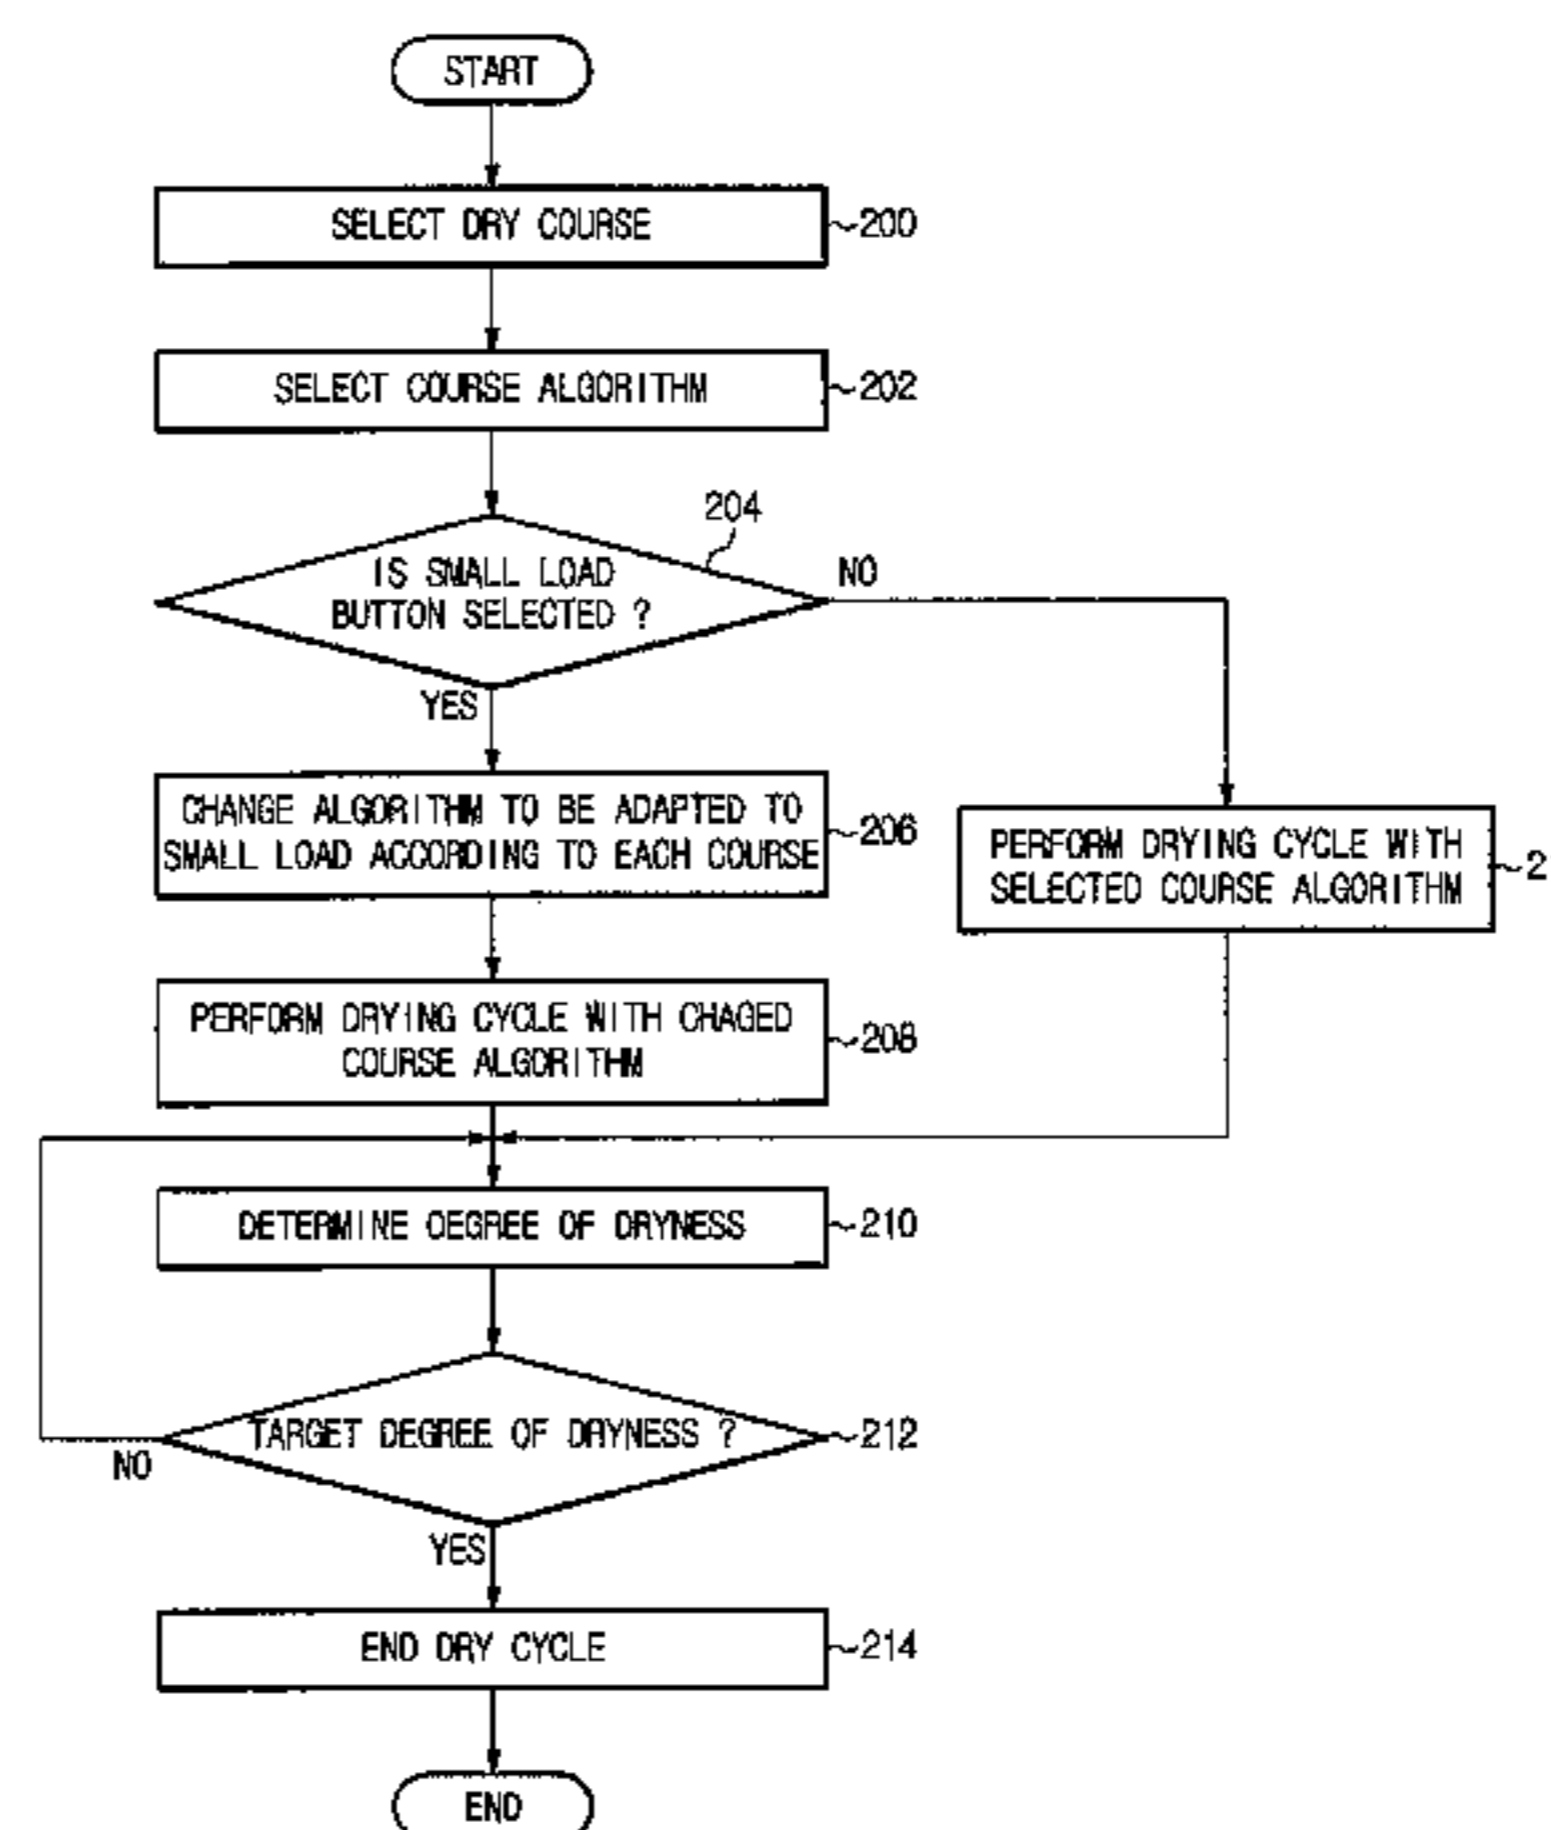 START
SELECT DRY COURSE
200
SELECT COURSE ALGORITHM
202
204
IS SMALL LOAD
BUTTON SELECTED ?
NO
YES
CHANGE ALGORITHM TO BE ADAPTED TO
SMALL LOAD ACCORDING TO EACH COURSE
206
PERFORM DRYING CYCLE WITH
SELECTED COURSE ALGORITHM
2
PERFORM DRYING CYCLE WITH CHAGED
COURSE ALGORITHM
208
DETERMINE DEGREE OF DRYNESS
210
TARGET DEGREE OF DRYNESS ?
212
NO
YES
END DRY CYCLE
214
END